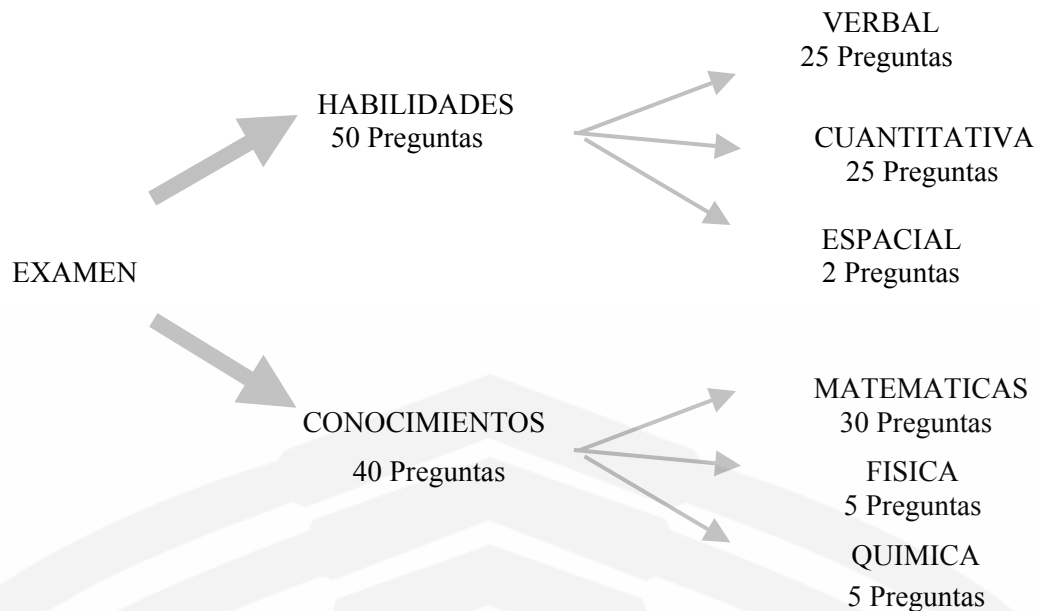 VERBAL
25 Preguntas
HABILIDADES
50 Preguntas
CUANTITATIVA
25 Preguntas
ESPACIAL
2 Preguntas
EXAMEN
MATEMATICAS
30 Preguntas
CONOCIMIENTOS
40 Preguntas
FISICA
5 Preguntas
QUIMICA
5 Preguntas